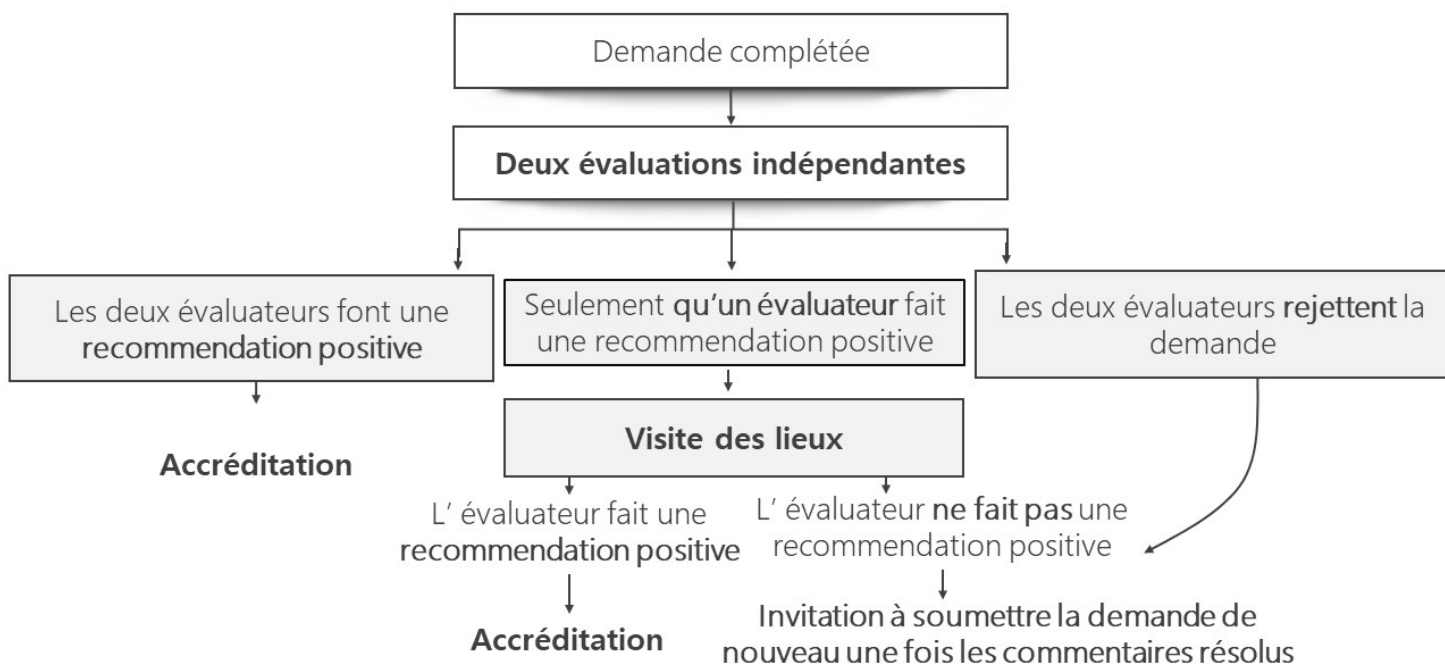 Demande complétée
Deux évaluations indépendantes
Les deux évaluateurs font une
recommendation positive
Seulement qu'un évaluateur fait
une recommendation positive
Les deux évaluateurs rejettent la
demande
Accréditation
Visite des lieux
L' évaluateur fait une
recommendation positive
L' évaluateur ne fait pas une
recommendation positive
Accréditation
Invitation à soumettre la demande de
nouveau une fois les commentaires résolus